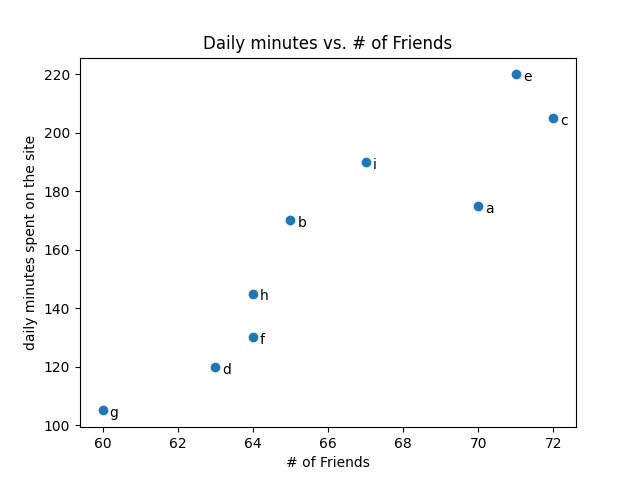 Daily minutes vs. # of Friends
220
e
c
200
i
180
a
b
160
h
140
f
120
d
g
100
60 62 64 66 68 70 72
# of Friends
daily minutes spent on the site